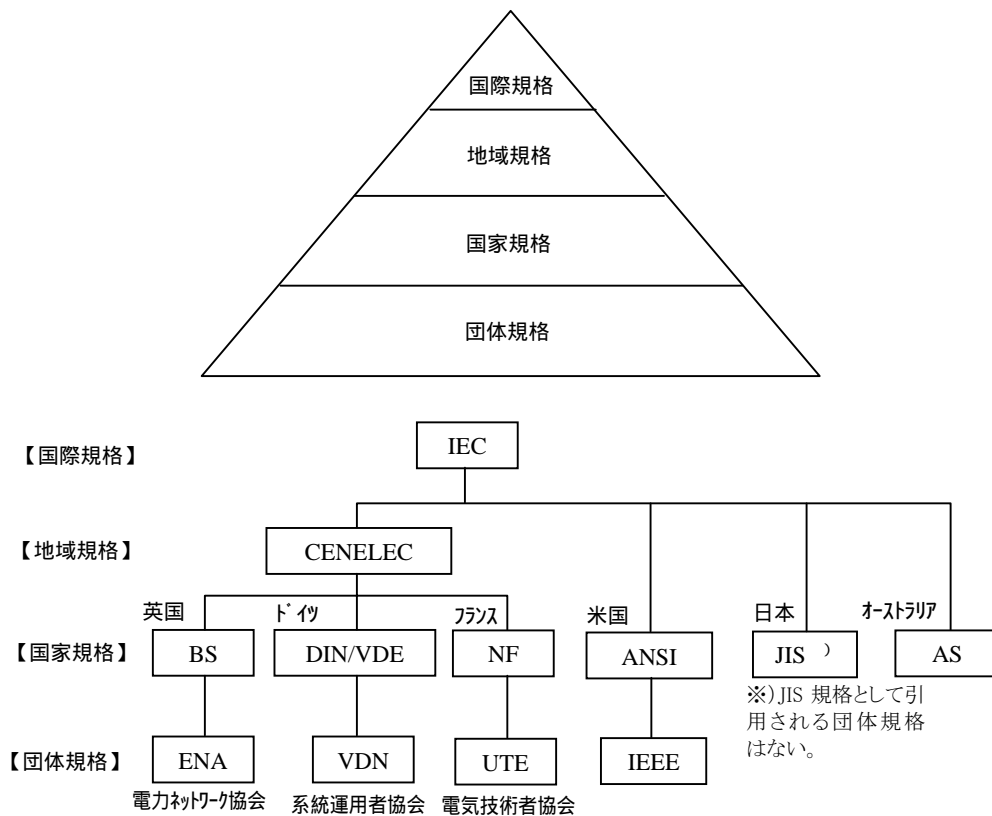 国際規格
地域規格
国家規格
団体規格
【国際規格】
IEC
【地域規格】
CENELEC
英国
ドイツ
フランス
米国
日本
オーストラリア
【国家規格】
BS
DIN/VDE
NF
ANSI
JIS ）
AS
※）JIS 規格として引
用される団体規格
はない。
【団体規格】
ENA
VDN
UTE
IEEE
電力ネットワーク協会
系統運用者協会
電気技術者協会